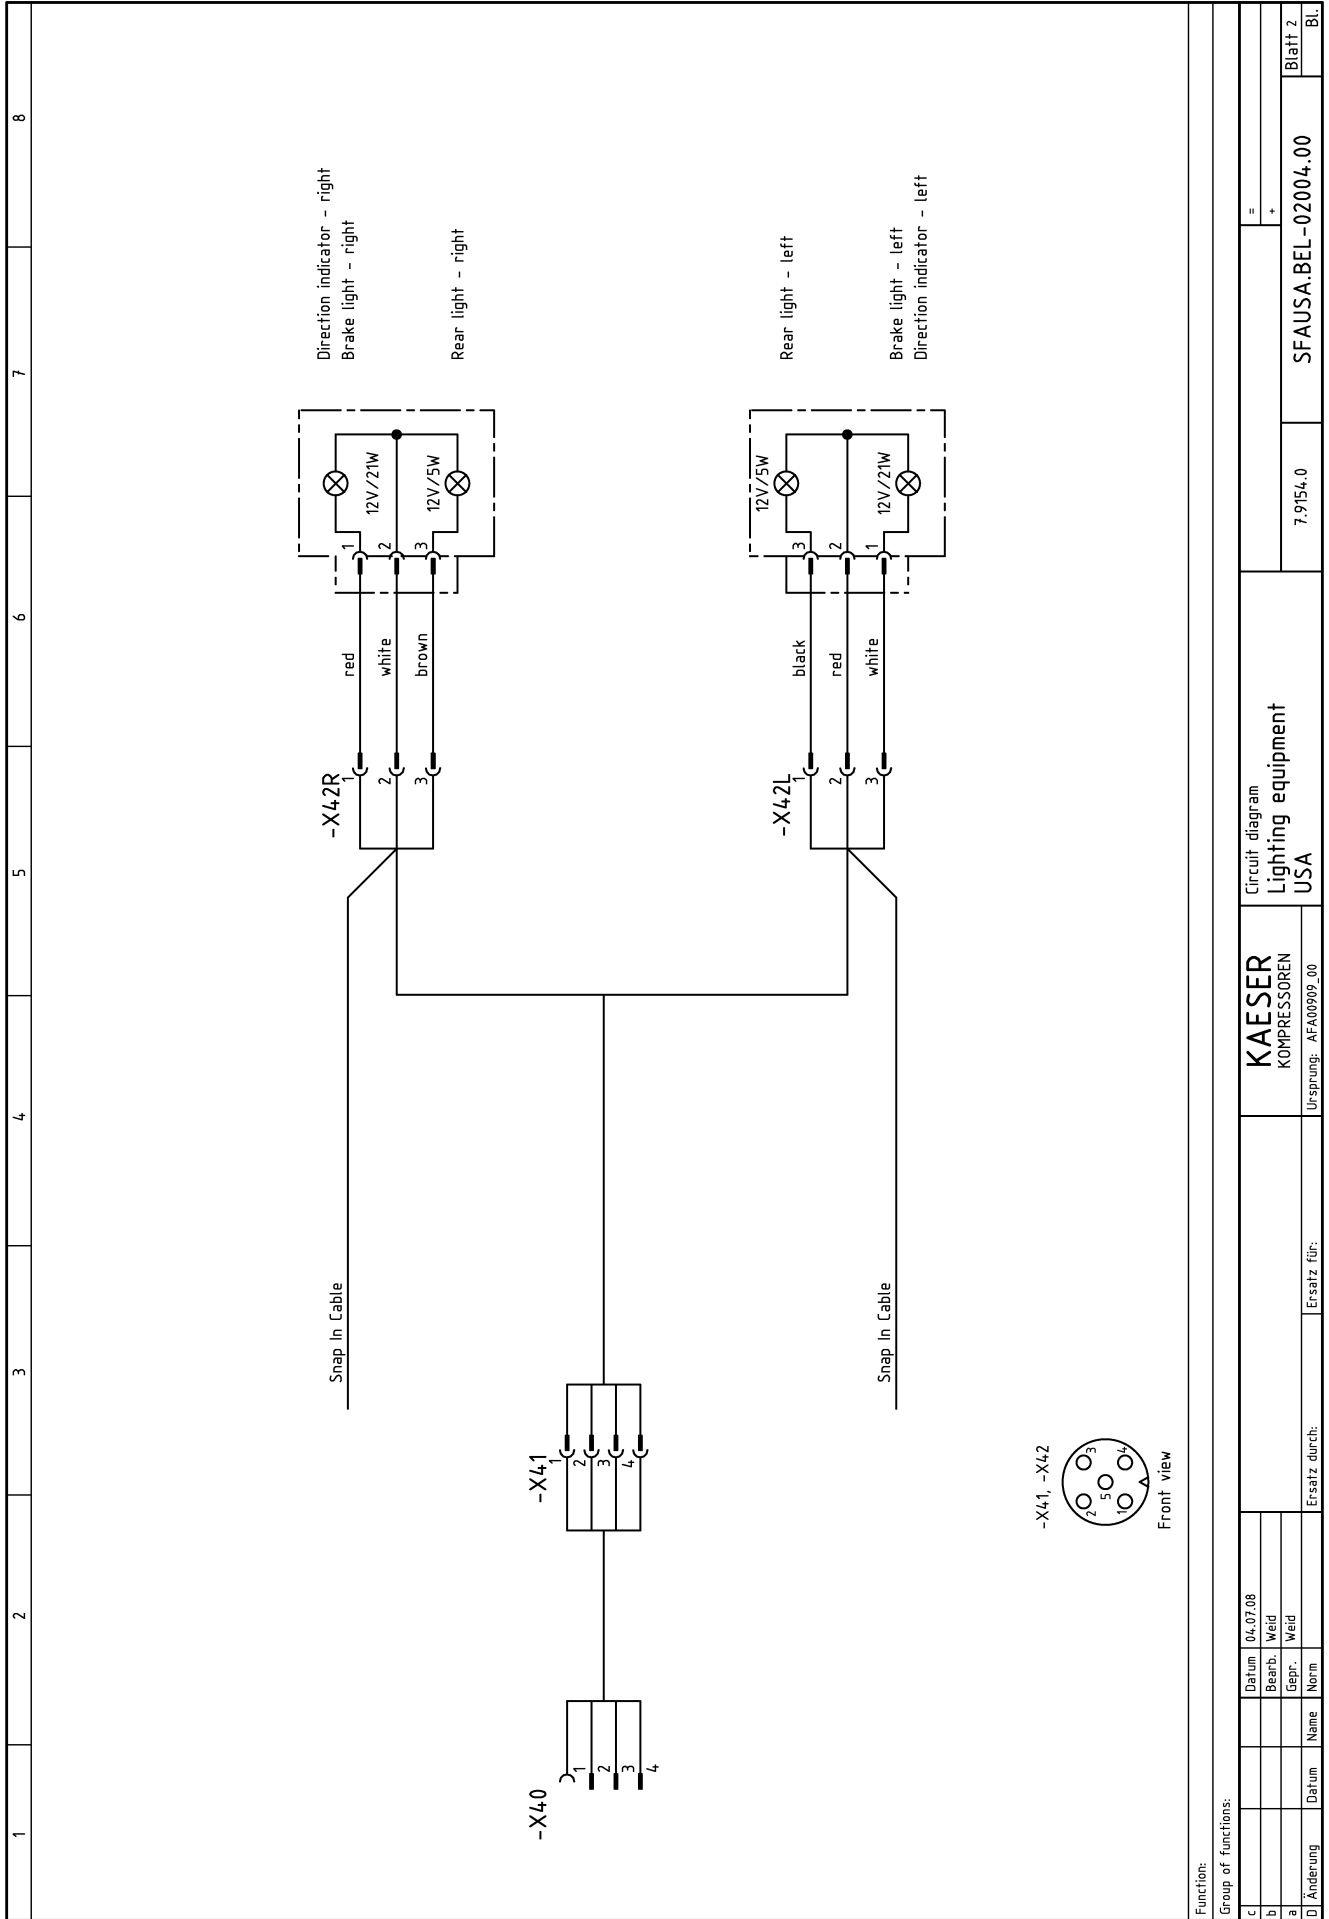 1 2 3 4 5 6 7 8
-X40
1
2
3
4
-X41
1
2
3
4
Snap In Cable
-X42R
1
2
3
red
white
brown
1
2
3
12V/21W
12V/5W
Direction indicator - right
Brake light - right
Rear light - right
Snap In Cable
-X42L
1
2
3
black
red
white
3
2
1
12V/5W
12V/21W
Rear light - left
Brake light - left
Direction indicator - left
-X41, -X42
2 3
5
1 4
Front view
Function:
Group of functions:
c
b
a
D Änderung Datum Name Norm
Datum 04.07.08
Bearb. Weid
Gepr. Weid
Ersatz durch:
Ersatz für:
KAESER
KOMPRESSOREN
Ursprung: AFA00909_00
Circuit diagram
Lighting equipment
USA
=
+
7.9154.0
SFAUSA.BEL-02004.00
Blatt 2
Bl.